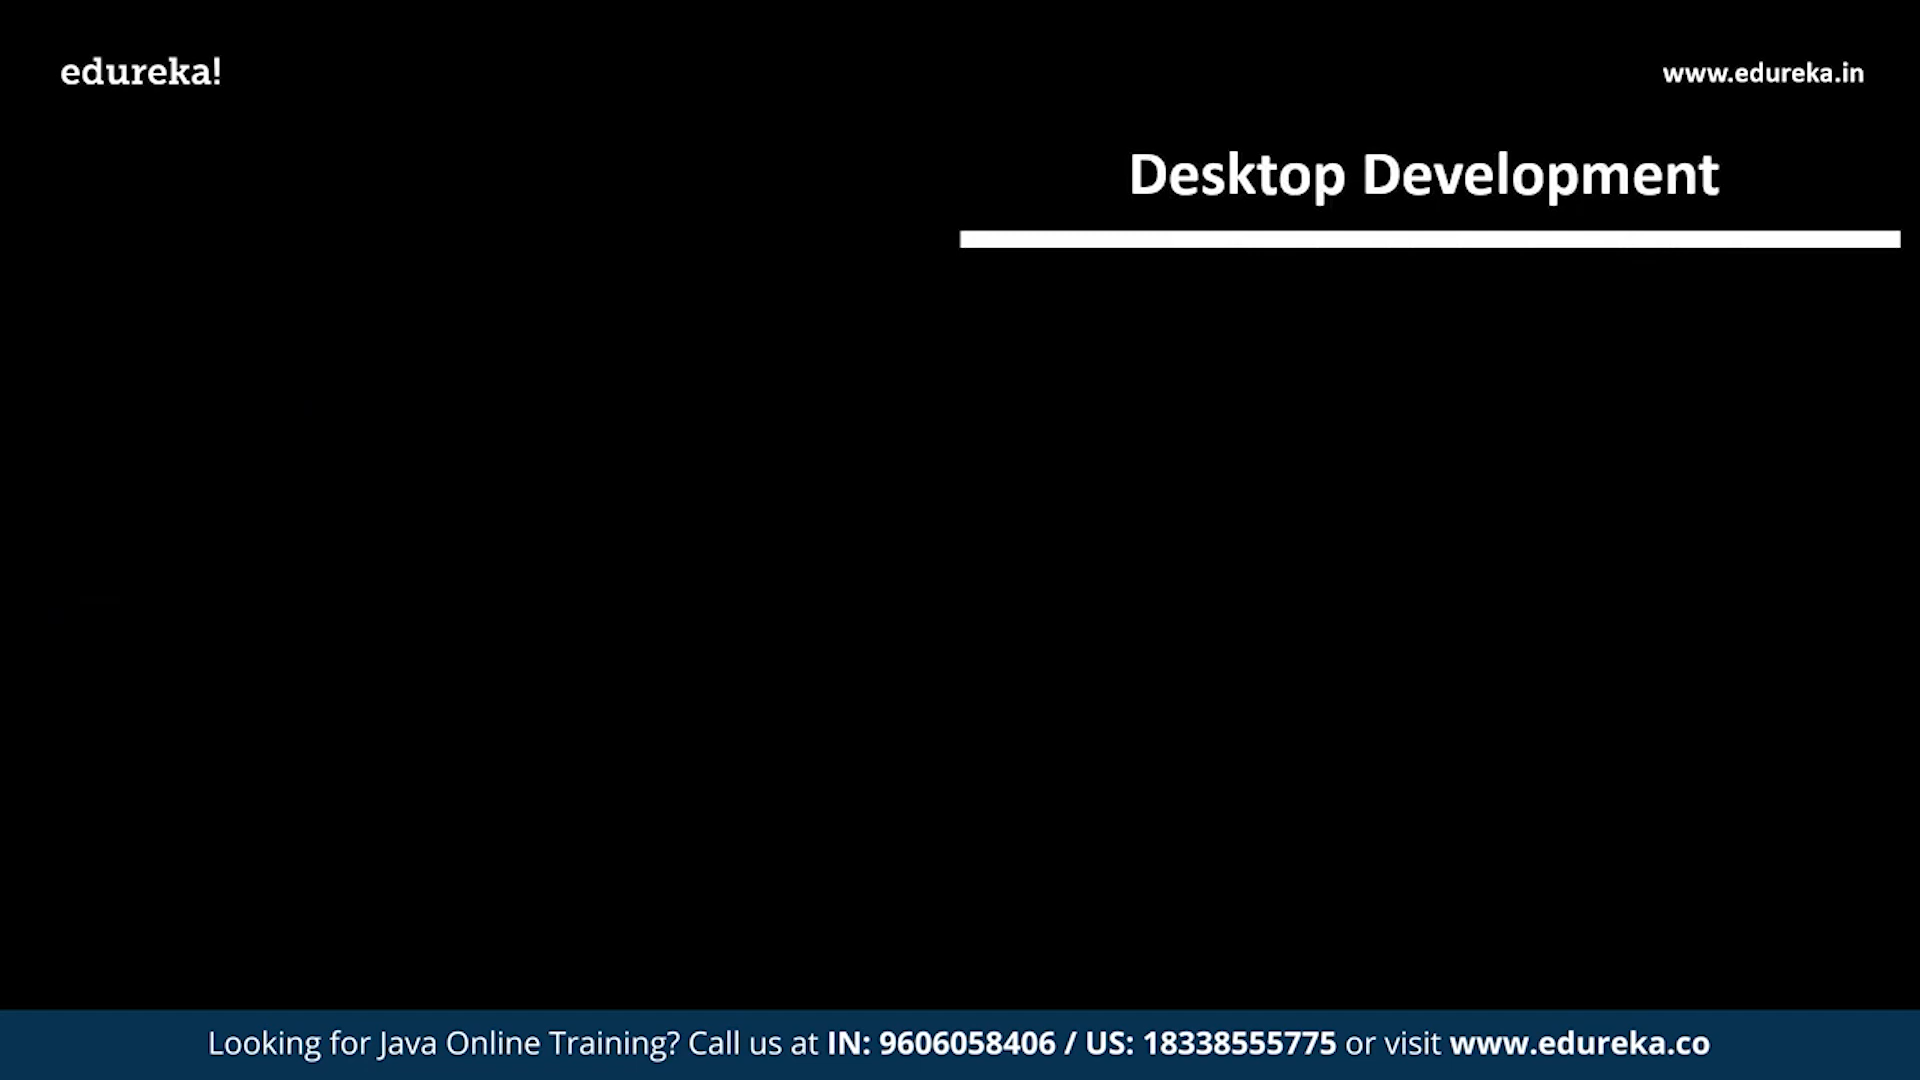 edureka!
www.edureka.in
Desktop Development
Looking for Java Online Training? Call us at IN: 9606058406 / US: 18338555775 or visit www.edureka.co